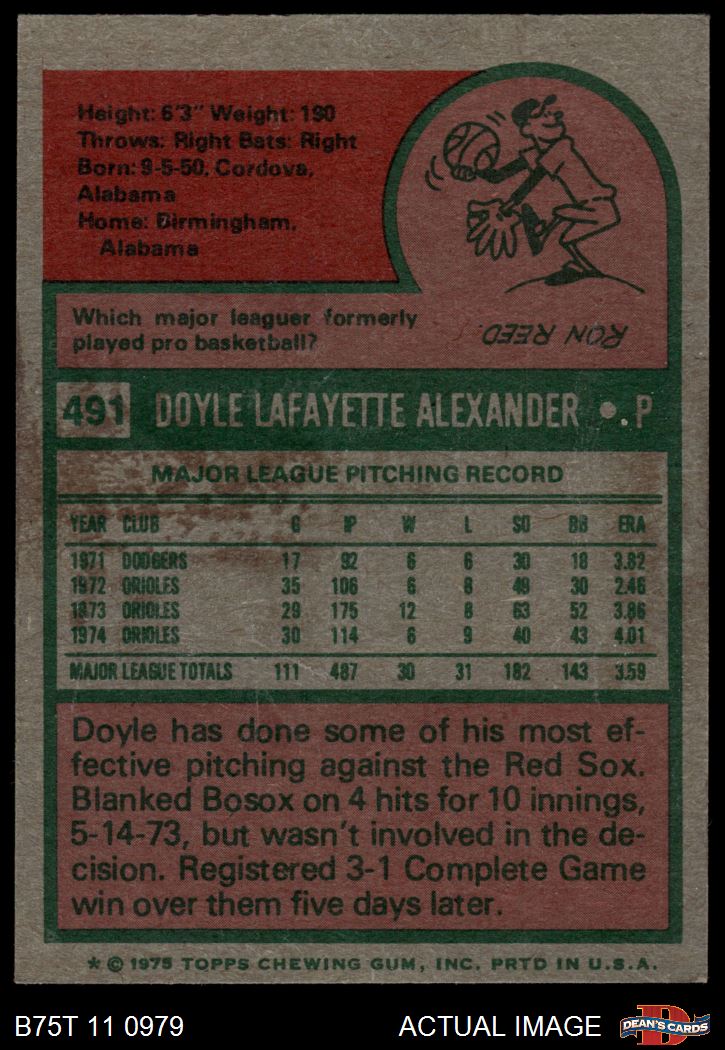 Height: 6'3" Weight: 190
Throws: Right Bats: Right
Born: 9-5-50, Cordova,
Alabama
Home: Birmingham,
Alabama
Which major leaguer formerly
played pro basketball?
RON REED.
491 DOYLE LAFAYETTE ALEXANDER •. P
MAJOR LEAGUE PITCHING RECORD
YEAR CLUB G IP W L SO BB ERA
1971 DODGERS 17 92 6 6 30 18 3.82
1972 ORIOLES 35 106 6 8 49 30 2.46
1973 ORIOLES 29 175 12 8 63 52 3.86
1974 ORIOLES 30 114 6 9 40 43 4.01
MAJOR LEAGUE TOTALS 111 487 30 31 182 143 3.59
Doyle has done some of his most ef-
fective pitching against the Red Sox.
Blanked Bosox on 4 hits for 10 innings,
5-14-73, but wasn't involved in the de-
cision. Registered 3-1 Complete Game
win over them five days later.
* © 1975 TOPPS CHEWING GUM, INC. PRTD IN U.S.A.
B75T 11 0979 ACTUAL IMAGE D DEAN'S CARDS